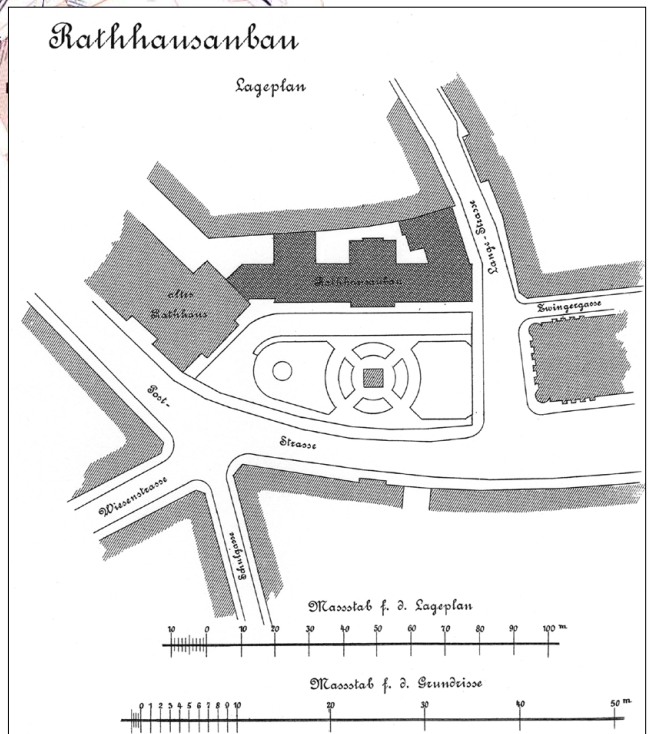 Rathhausanbau
Lageplan
Lange-Strasse
Zwingergasse
Rathhausanbau
altes
Rathhaus
Post-
Strasse
Wiesenstrasse
Schulgasse
Massstab f. d. Lageplan
10 0 10 20 30 40 50 60 70 80 90 100 m
Massstab f. d. Grundrisse
0 1 2 3 4 5 6 7 8 9 10 20 30 40 50 m